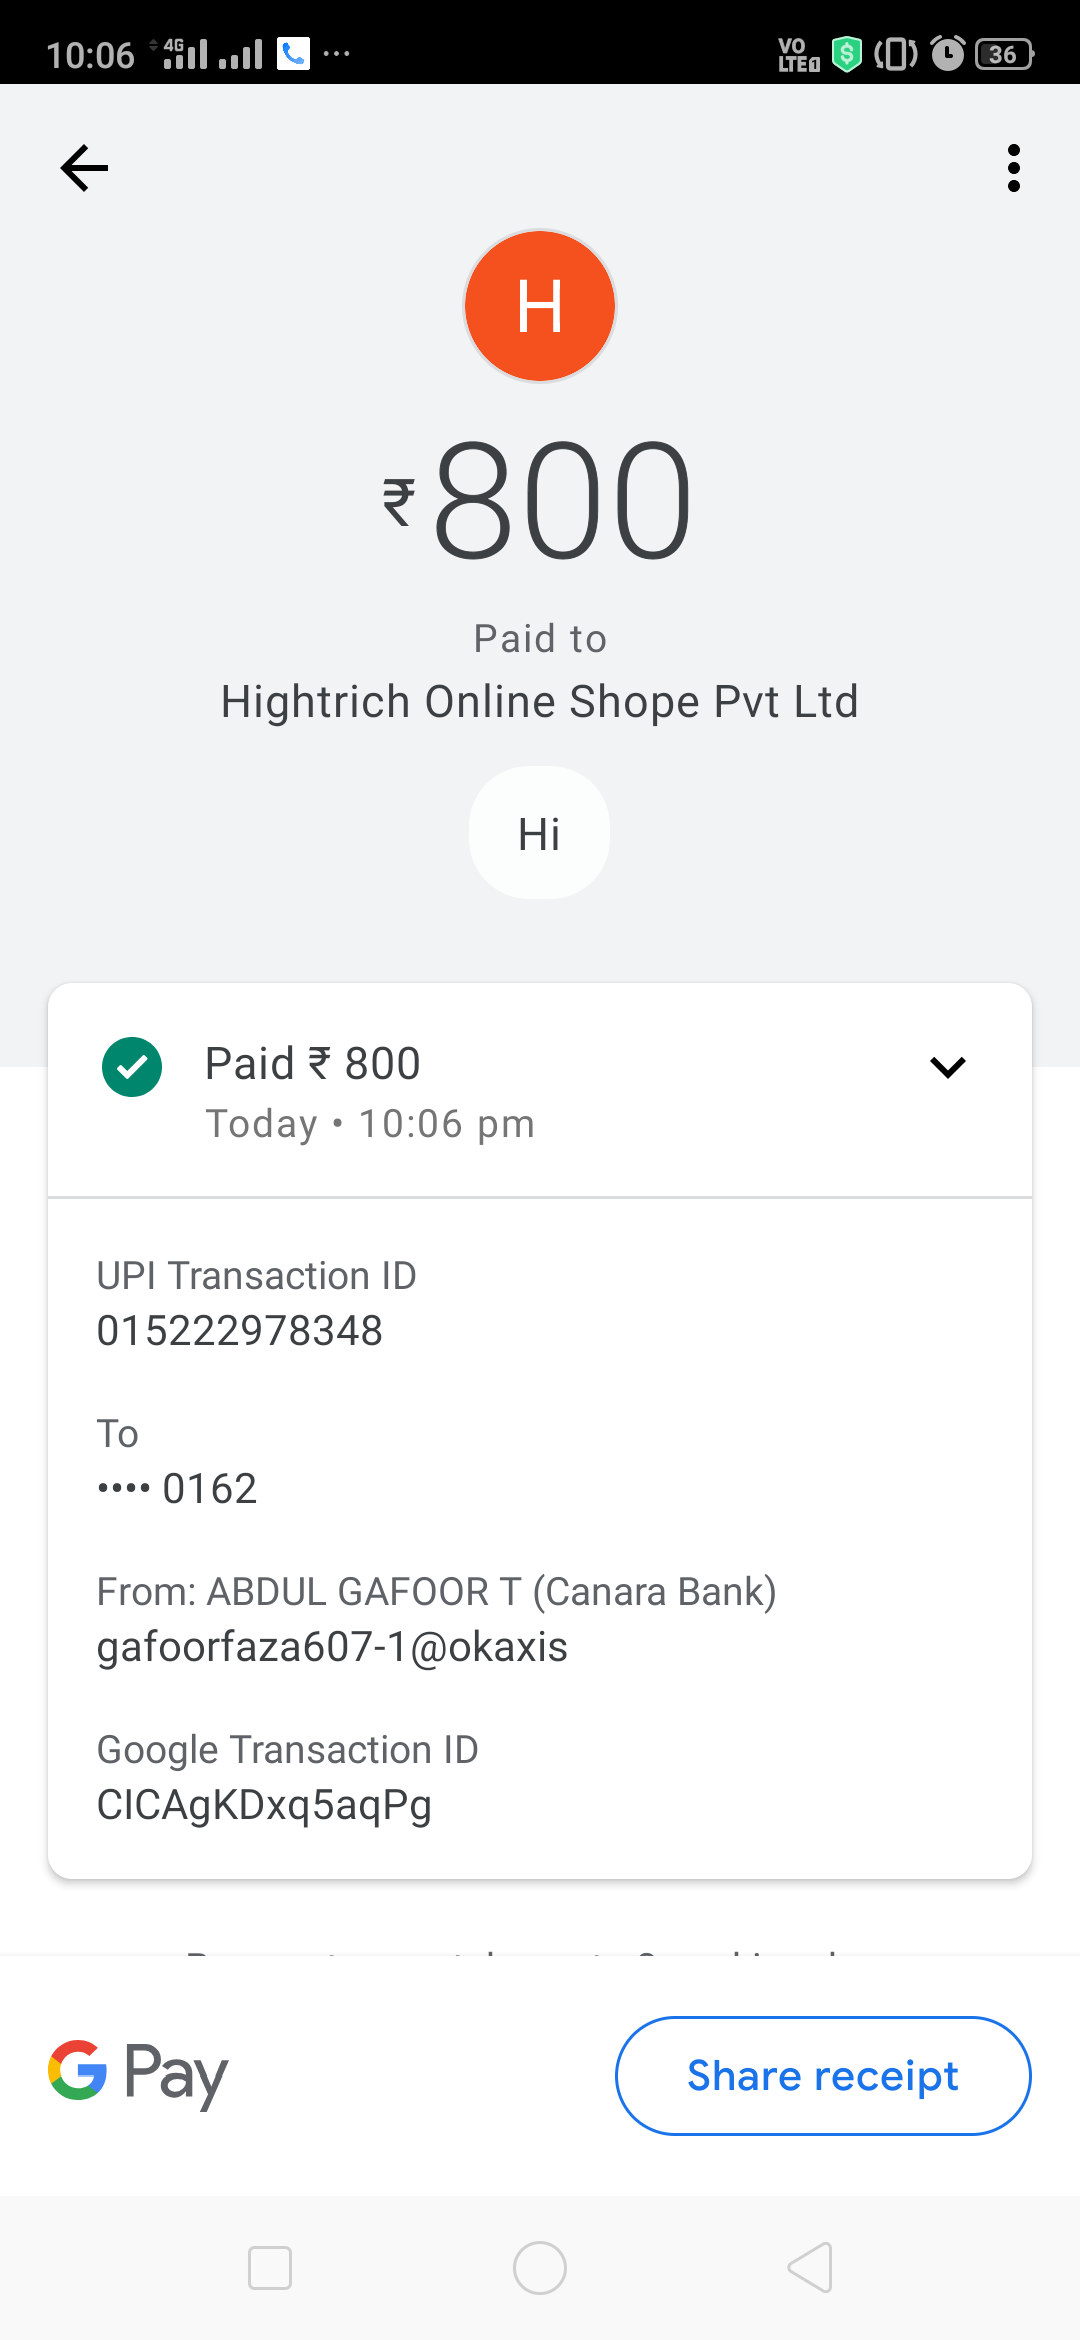 10:06 4G VO LTE 1 36
H
₹800
Paid to
Hightrich Online Shope Pvt Ltd
Hi
Paid ₹ 800
Today • 10:06 pm
UPI Transaction ID
015222978348
To
•••• 0162
From: ABDUL GAFOOR T (Canara Bank)
gafoorfaza607-1@okaxis
Google Transaction ID
CICAgKDxq5aqPg
G Pay
Share receipt